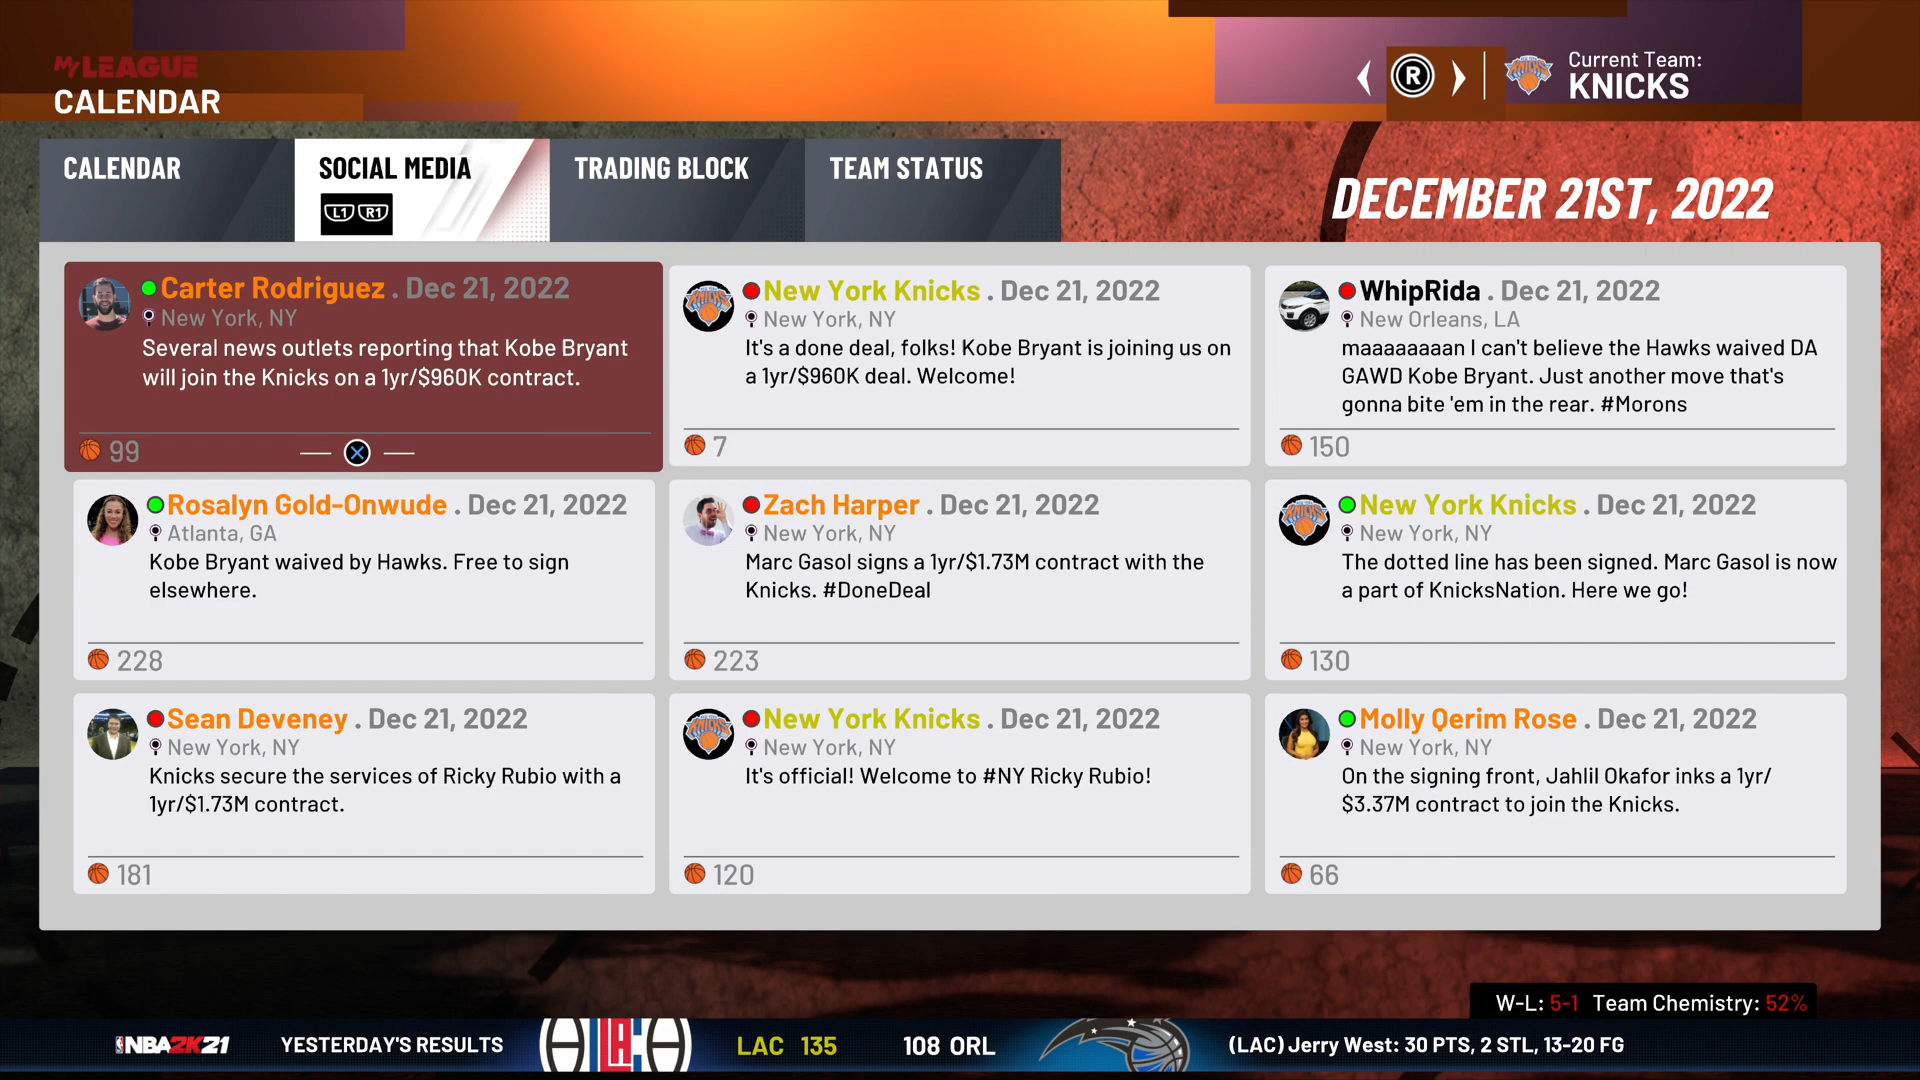 MyLEAGUE
CALENDAR
R
Current Team:
KNICKS
CALENDAR
SOCIAL MEDIA
L1 R1
TRADING BLOCK
TEAM STATUS
DECEMBER 21ST, 2022
Carter Rodriguez . Dec 21, 2022
New York, NY
Several news outlets reporting that Kobe Bryant
will join the Knicks on a 1yr/$960K contract.
99
New York Knicks . Dec 21, 2022
New York, NY
It's a done deal, folks! Kobe Bryant is joining us on
a 1yr/$960K deal. Welcome!
7
WhipRida . Dec 21, 2022
New Orleans, LA
maaaaaaaan I can't believe the Hawks waived DA
GAWD Kobe Bryant. Just another move that's
gonna bite 'em in the rear. #Morons
150
Rosalyn Gold-Onwude . Dec 21, 2022
Atlanta, GA
Kobe Bryant waived by Hawks. Free to sign
elsewhere.
228
Zach Harper . Dec 21, 2022
New York, NY
Marc Gasol signs a 1yr/$1.73M contract with the
Knicks. #DoneDeal
223
New York Knicks . Dec 21, 2022
New York, NY
The dotted line has been signed. Marc Gasol is now
a part of KnicksNation. Here we go!
130
Sean Deveney . Dec 21, 2022
New York, NY
Knicks secure the services of Ricky Rubio with a
1yr/$1.73M contract.
181
New York Knicks . Dec 21, 2022
New York, NY
It's official! Welcome to #NY Ricky Rubio!
120
Molly Qerim Rose . Dec 21, 2022
New York, NY
On the signing front, Jahlil Okafor inks a 1yr/
$3.37M contract to join the Knicks.
66
W-L: 5-1 Team Chemistry: 52%
NBA2K21
YESTERDAY'S RESULTS
LAC 135
108 ORL
(LAC) Jerry West: 30 PTS, 2 STL, 13-20 FG